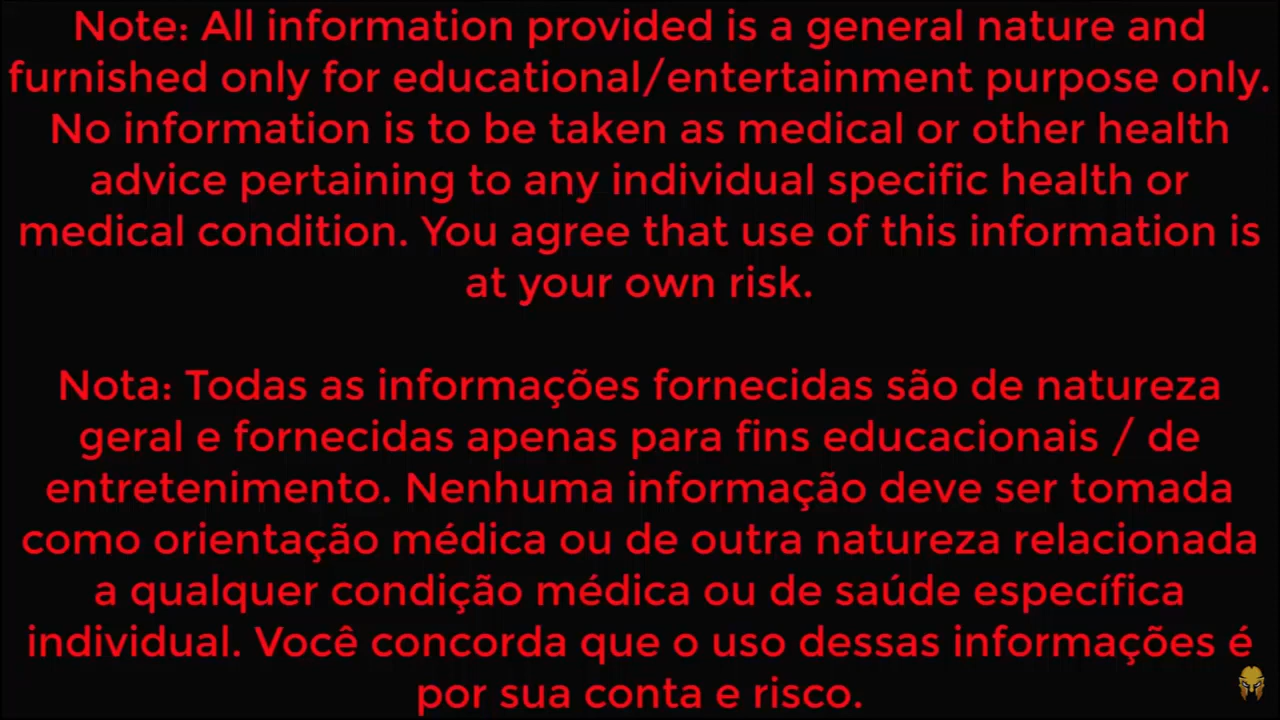 Note: All information provided is a general nature and
furnished only for educational/entertainment purpose only.
No information is to be taken as medical or other health
advice pertaining to any individual specific health or
medical condition. You agree that use of this information is
at your own risk.
Nota: Todas as informações fornecidas são de natureza
geral e fornecidas apenas para fins educacionais / de
entretenimento. Nenhuma informação deve ser tomada
como orientação médica ou de outra natureza relacionada
a qualquer condição médica ou de saúde específica
individual. Você concorda que o uso dessas informações é
por sua conta e risco.